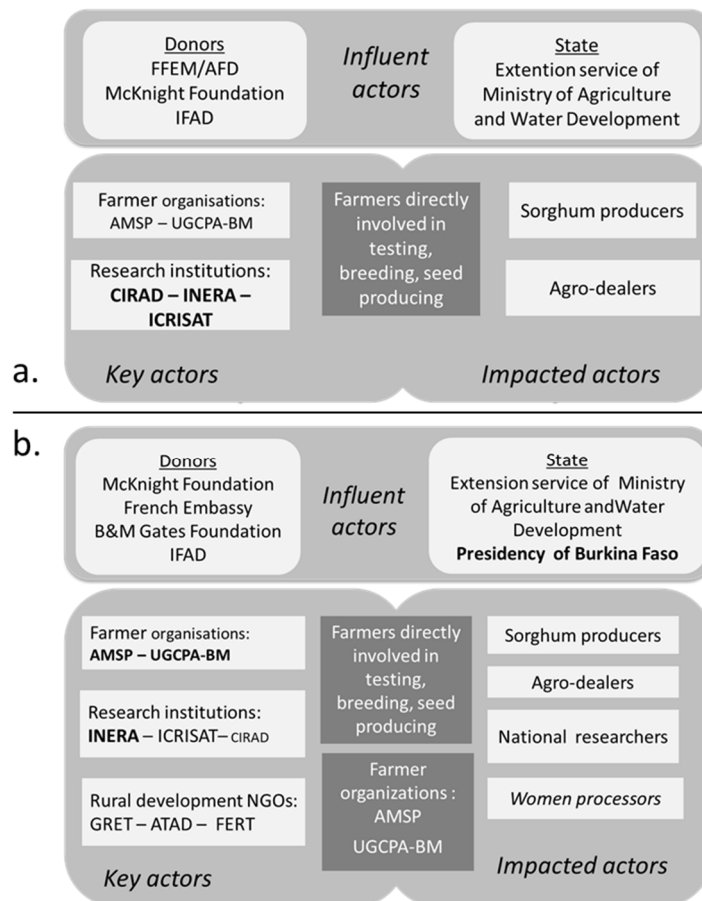 Donors
FFEM/AFD
McKnight Foundation
IFAD
Influent
actors
State
Extention service of
Ministry of Agriculture
and Water Development
Farmer organisations:
AMSP – UGCPA-BM
Research institutions:
CIRAD – INERA –
ICRISAT
Farmers directly
involved in
testing,
breeding, seed
producing
Sorghum producers
Agro-dealers
a.
Key actors
Impacted actors
b.
Donors
McKnight Foundation
French Embassy
B&M Gates Foundation
IFAD
Influent
actors
State
Extension service of Ministry
of Agriculture andWater
Development
Presidency of Burkina Faso
Farmer organisations:
AMSP – UGCPA-BM
Research institutions:
INERA – ICRISAT– CIRAD
Rural development NGOs:
GRET – ATAD – FERT
Farmers directly
involved in
testing,
breeding, seed
producing
Farmer
organizations :
AMSP
UGCPA-BM
Sorghum producers
Agro-dealers
National researchers
Women processors
Key actors
Impacted actors